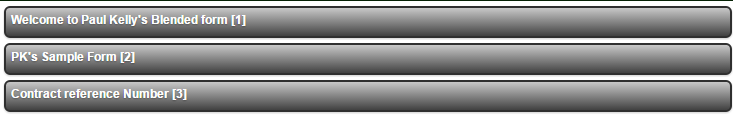 Welcome to Paul Kelly's Blended form [1]
PK's Sample Form [2]
Contract reference Number [3]